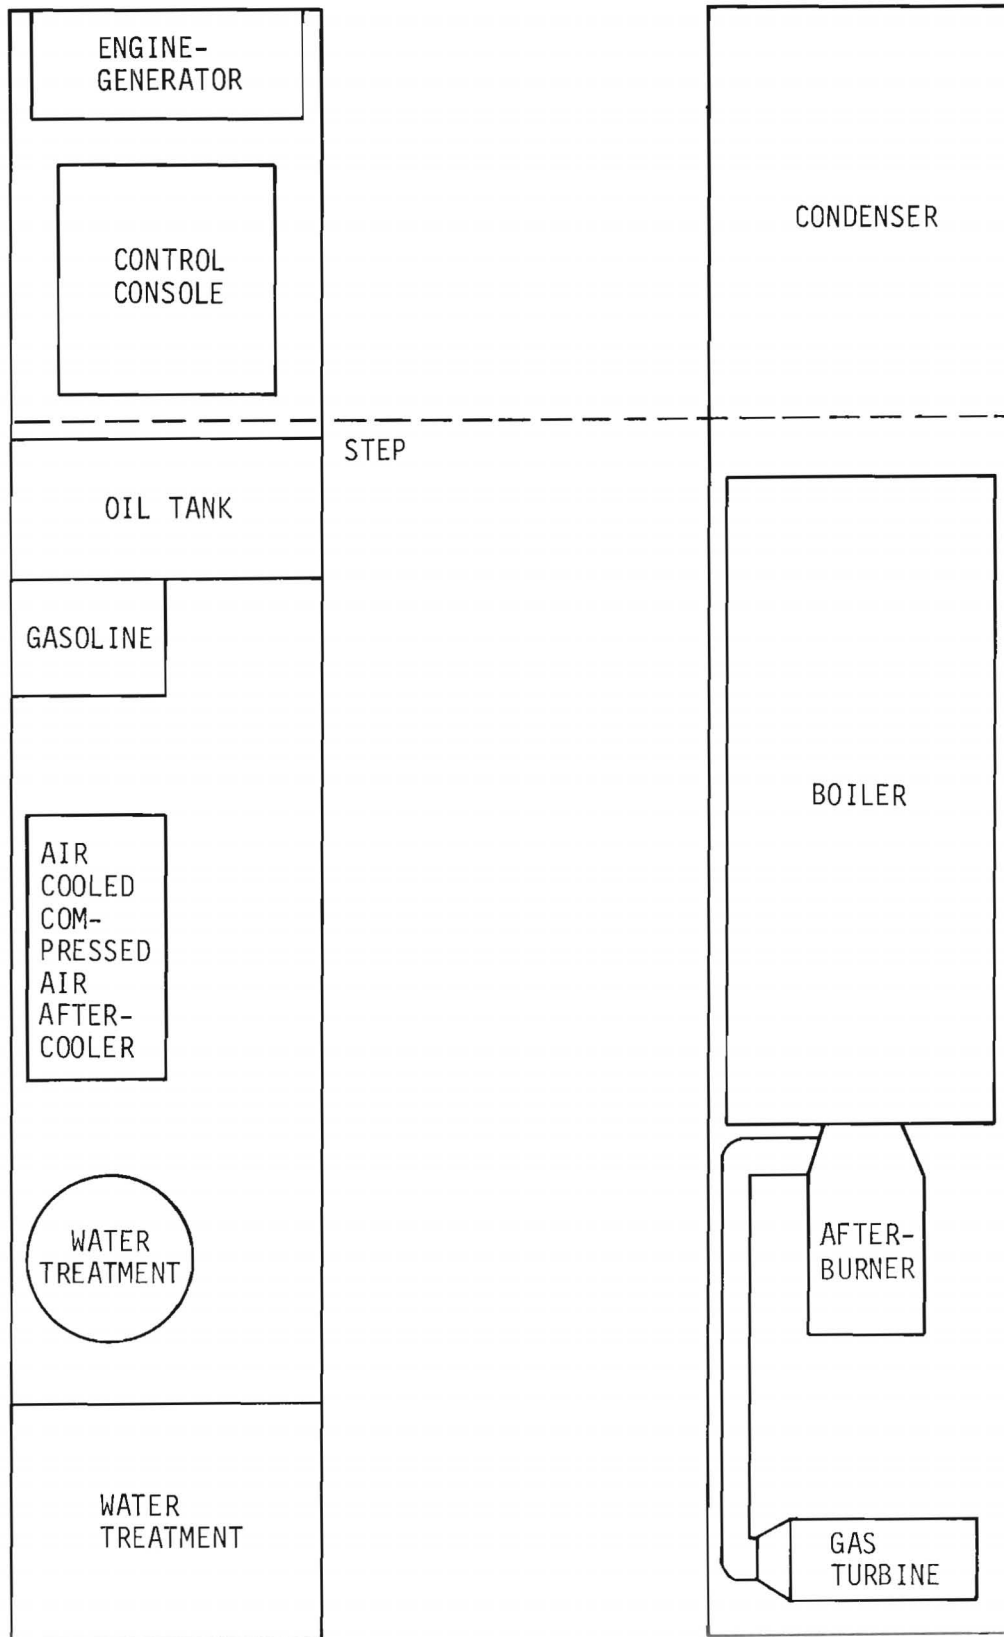 ENGINE-
GENERATOR
CONTROL
CONSOLE
STEP
OIL TANK
GASOLINE
AIR
COOLED
COM-
PRESSED
AIR
AFTER-
COOLER
WATER
TREATMENT
WATER
TREATMENT
CONDENSER
BOILER
AFTER-
BURNER
GAS
TURBINE